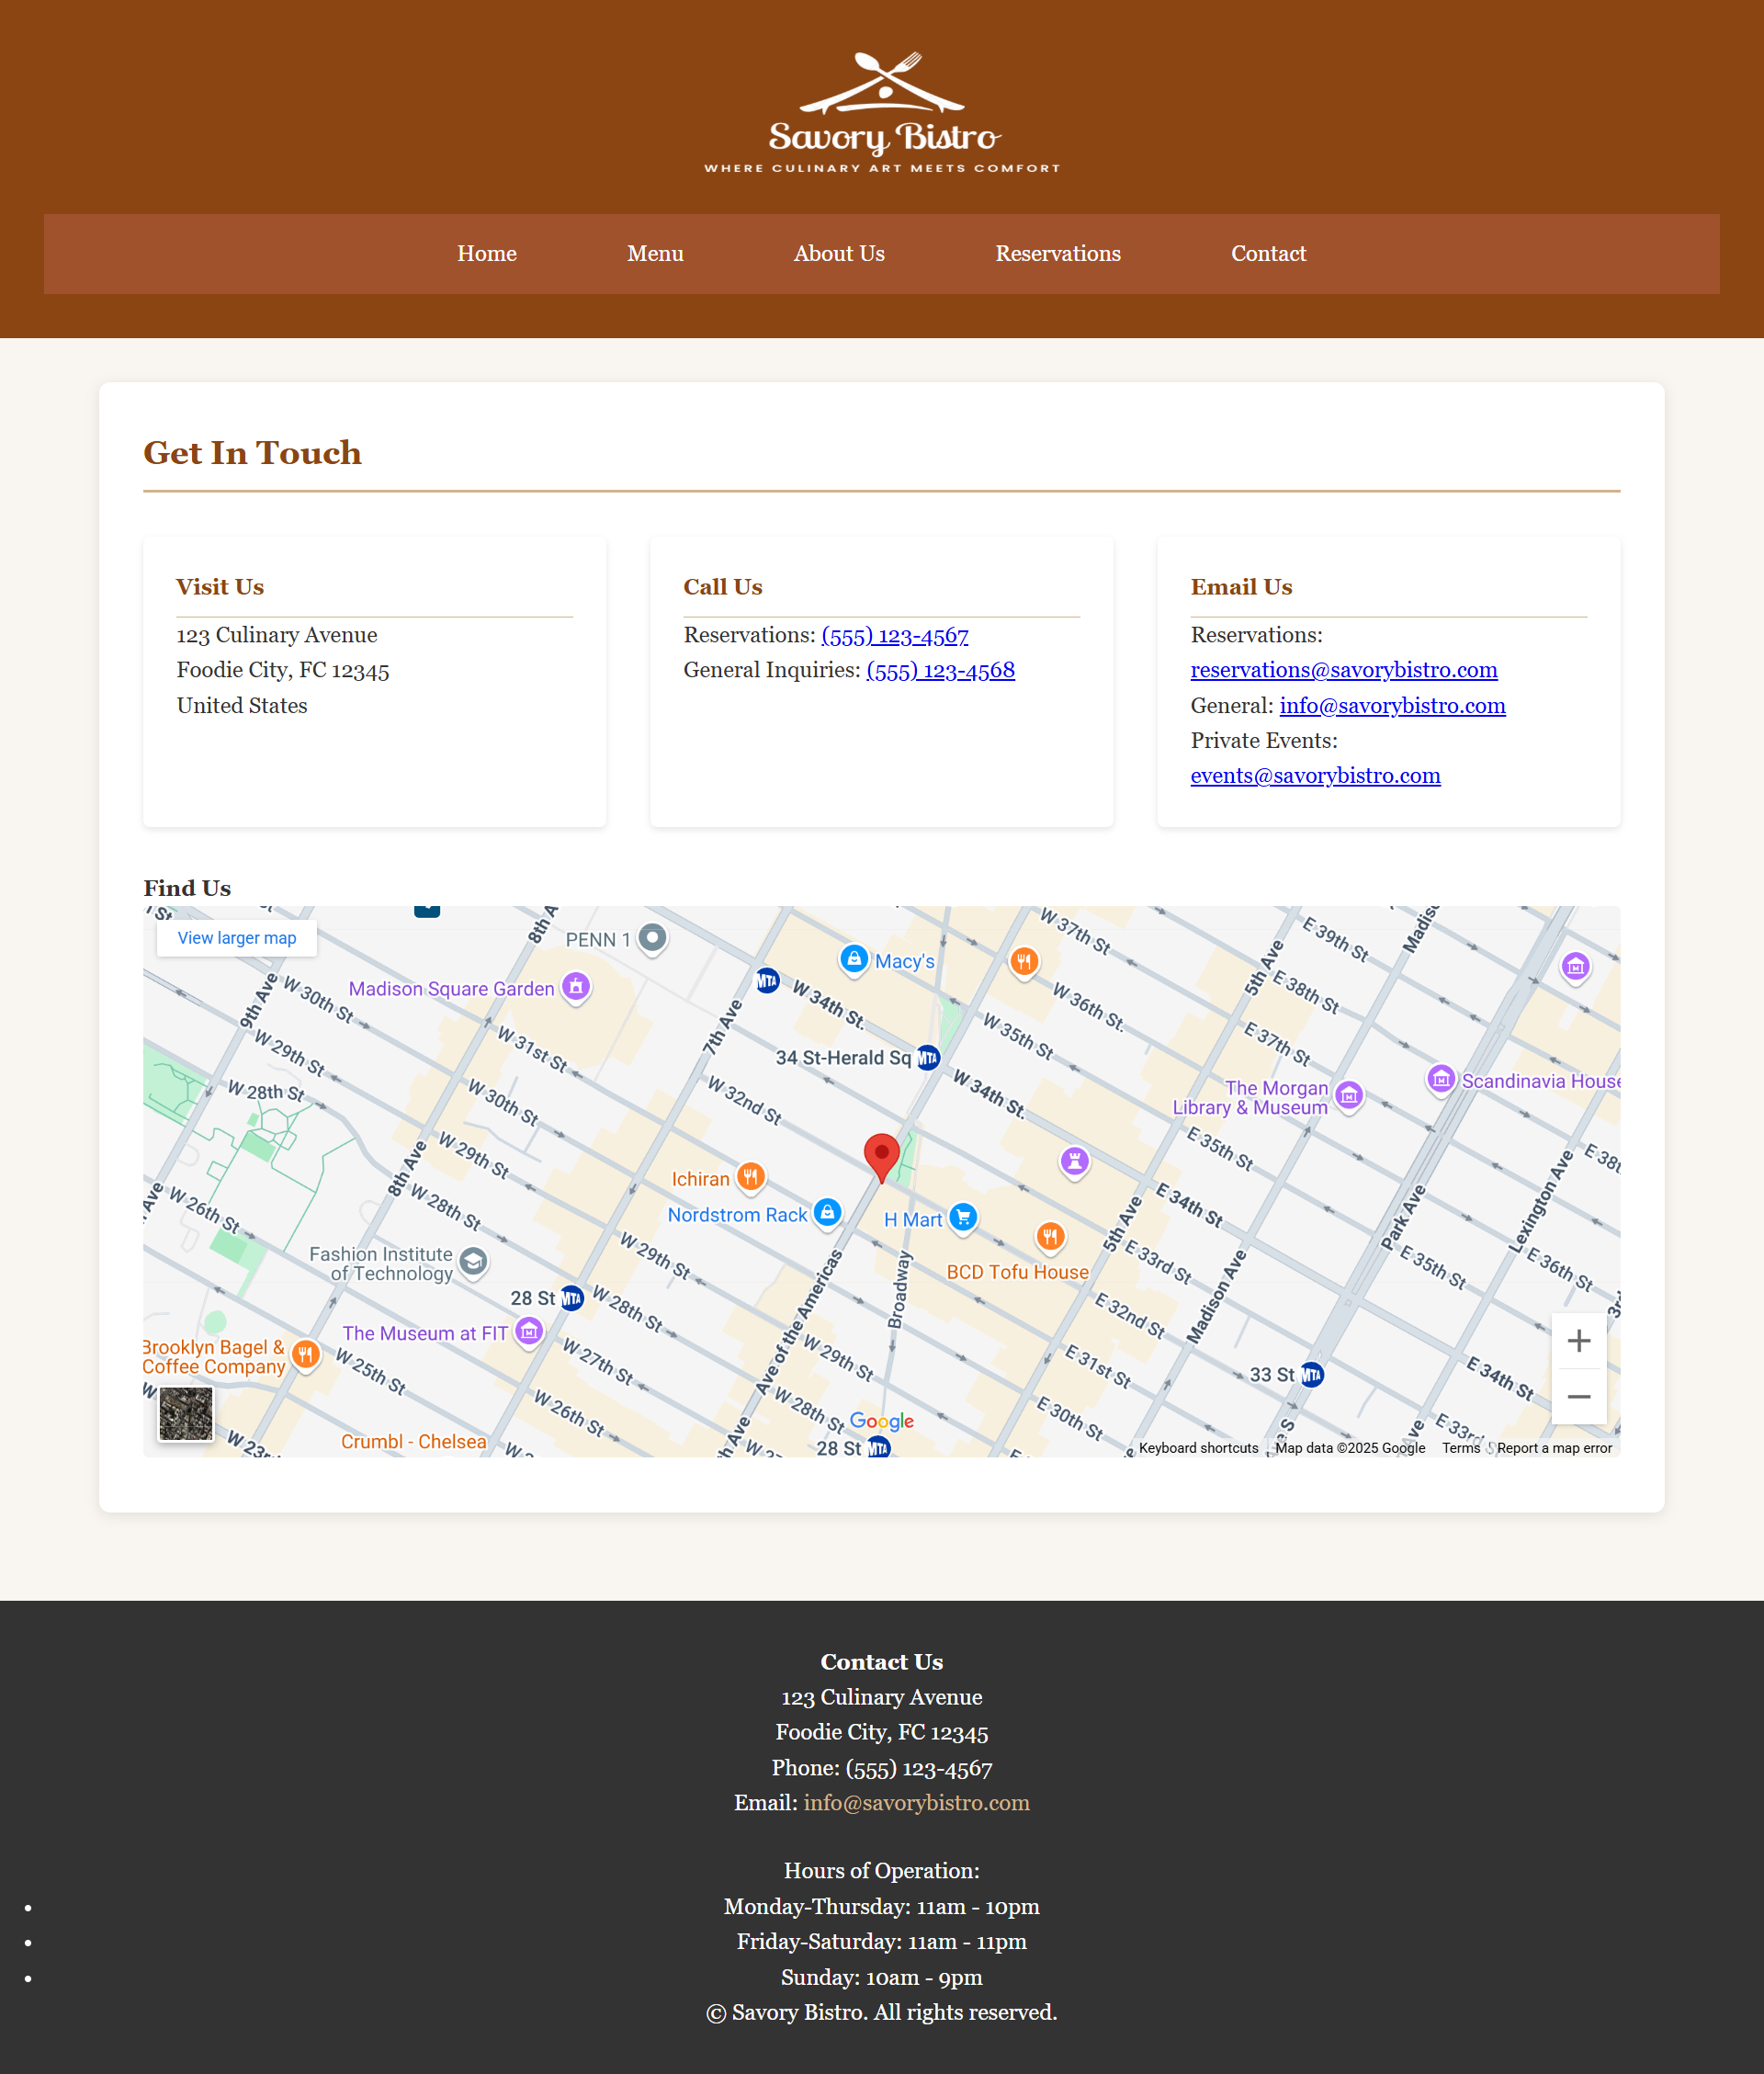 Savory Bistro
WHERE CULINARY ART MEETS COMFORT
Home
Menu
About Us
Reservations
Contact
Get In Touch
Visit Us
123 Culinary Avenue
Foodie City, FC 12345
United States
Call Us
Reservations: (555) 123-4567
General Inquiries: (555) 123-4568
Email Us
Reservations:
reservations@savorybistro.com
General: info@savorybistro.com
Private Events:
events@savorybistro.com
Find Us
View larger map
PENN 1
Macy's
Madison Square Garden
MTA
34 St-Herald Sq
MTA
The Morgan
Library & Museum
Scandinavia House
Ichiran
Nordstrom Rack
H Mart
BCD Tofu House
Fashion Institute
of Technology
28 St
MTA
The Museum at FIT
Brooklyn Bagel &
Coffee Company
Crumbl - Chelsea
33 St
MTA
28 St
MTA
8th A
9th Ave
7th Ave
5th Ave
8th Ave
5th Ave
Madison Ave
Park Ave
Lexington Ave
Ave of the Americas
Broadway
W 37th St
E 39th St
E 38th St
W 30th St
W 34th St.
W 36th St.
W 31st St
W 35th St
E 37th St
W 29th St
W 28th St
W 30th St
W 32nd St
W 34th St.
W 29th St
E 35th St
W 26th St
W 28th St
E 34th St
W 29th St
E 33rd St
E 35th St
E 36th St
W 28th St
E 32nd St
W 27th St
W 29th St
E 31st St
W 25th St
W 26th St
W 28th St
E 30th St
E 34th St
Google
Keyboard shortcuts
Map data ©2025 Google
Terms
Report a map error
Contact Us
123 Culinary Avenue
Foodie City, FC 12345
Phone: (555) 123-4567
Email: info@savorybistro.com
Hours of Operation:
Monday-Thursday: 11am - 10pm
Friday-Saturday: 11am - 11pm
Sunday: 10am - 9pm
© Savory Bistro. All rights reserved.